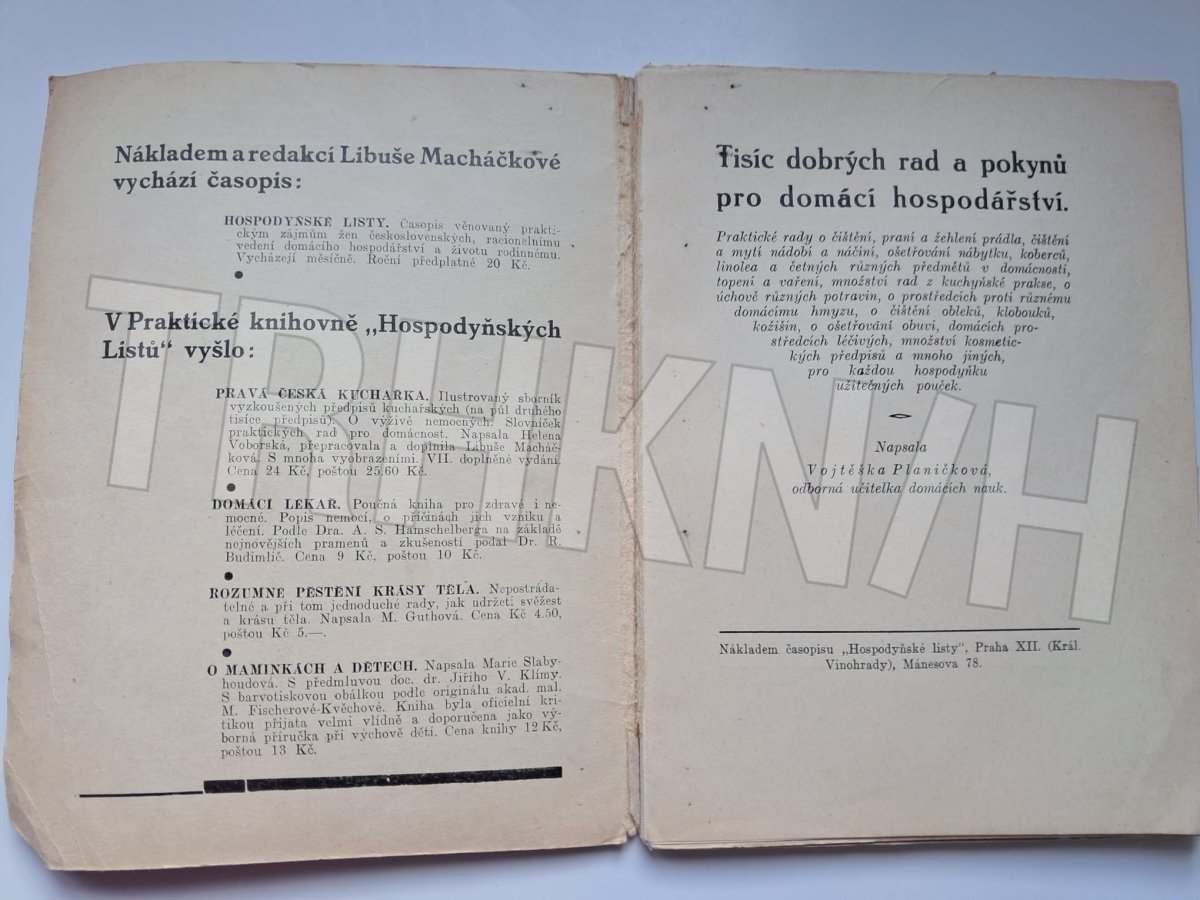 Nákladem a redakcí Libuše Macháčkové
vychází časopis:
HOSPODYŇSKÉ LISTY. Časopis věnovaný prakti-
ckým zájmům žen československých, racionelnímu
vedení domácího hospodářství a životu rodinnému.
Vycházejí měsíčně. Roční předplatné 20 Kč.
V Praktické knihovně „Hospodyňských
Listů“ vyšlo:
PRAVÁ ČESKÁ KUCHAŘKA. Ilustrovaný sborník
vyzkoušených předpisů kuchařských (na půl druhého
tisíce předpisů). O výživě nemocných. Slovníček
praktických rad pro domácnost. Napsala Helena
Voborská, přepracovala a doplnila Libuše Macháč-
ková. S mnoha vyobrazeními. VII. doplněné vydání.
Cena 24 Kč, poštou 25.60 Kč.
DOMÁCÍ LÉKAŘ. Poučná kniha pro zdravé i ne-
mocné. Popis nemocí, o příčinách jich vzniku a
léčení. Podle Dra. A. S. Hamschelberga na základě
nejnovějších pramenů a zkušeností podal Dr. R.
Budimlič. Cena 9 Kč, poštou 10 Kč.
ROZUMNÉ PĚSTĚNÍ KRÁSY TĚLA. Nepostráda-
telné a při tom jednoduché rady, jak udržeti svěžest
a krásu těla. Napsala M. Guthová. Cena Kč 4.50,
poštou Kč 5.—.
O MAMINKÁCH A DĚTECH. Napsala Marie Slaby-
houdová. S předmluvou doc. dr. Jiřího V. Klímy.
S barvotiskovou obálkou podle originálu akad. mal.
M. Fischerové-Kvěchové. Kniha byla oficielní kri-
tikou přijata velmi vlídně a doporučena jako vý-
borná příručka při výchově dětí. Cena knihy 12 Kč,
poštou 13 Kč.
Tisíc dobrých rad a pokynů
pro domácí hospodářství.
Praktické rady o čištění, praní a žehlení prádla, čištění
a mytí nádobí a náčiní, ošetřování nábytku, koberců,
linolea a četných různých předmětů v domácnosti,
topení a vaření, množství rad z kuchyňské prakse, o
úchově různých potravin, o prostředcích proti různému
domácímu hmyzu, o čištění obleků, klobouků,
kožišin, o ošetřování obuvi, domácích pro-
středcích léčivých, množství kosmetic-
kých předpisů a mnoho jiných,
pro každou hospodyňku
užitečných pouček.
Napsala
Vojtěška Planičková,
odborná učitelka domácích nauk.
Nákladem časopisu „Hospodyňské listy“, Praha XII. (Král.
Vinohrady), Mánesova 78.
TRHKNIH